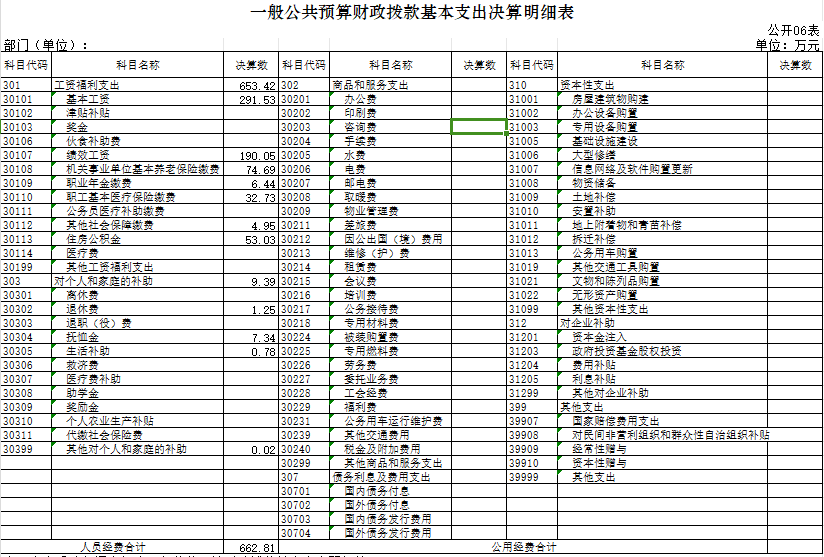 一般公共预算财政拨款基本支出决算明细表
公开06表
部门（单位）： 单位：万元
科目代码 科目名称 决算数 科目代码 科目名称 决算数 科目代码 科目名称 决算数
301 工资福利支出 653.42 302 商品和服务支出 310 资本性支出
30101 基本工资 291.53 30201 办公费 31001 房屋建筑物购建
30102 津贴补贴 30202 印刷费 31002 办公设备购置
30103 奖金 30203 咨询费 31003 专用设备购置
30106 伙食补助费 30204 手续费 31005 基础设施建设
30107 绩效工资 190.05 30205 水费 31006 大型修缮
30108 机关事业单位基本养老保险缴费 74.69 30206 电费 31007 信息网络及软件购置更新
30109 职业年金缴费 6.44 30207 邮电费 31008 物资储备
30110 职工基本医疗保险缴费 32.73 30208 取暖费 31009 土地补偿
30111 公务员医疗补助缴费 30209 物业管理费 31010 安置补助
30112 其他社会保障缴费 4.95 30211 差旅费 31011 地上附着物和青苗补偿
30113 住房公积金 53.03 30212 因公出国（境）费用 31012 拆迁补偿
30114 医疗费 30213 维修（护）费 31013 公务用车购置
30199 其他工资福利支出 30214 租赁费 31019 其他交通工具购置
303 对个人和家庭的补助 9.39 30215 会议费 31021 文物和陈列品购置
30301 离休费 30216 培训费 31022 无形资产购置
30302 退休费 1.25 30217 公务接待费 31099 其他资本性支出
30303 退职（役）费 30218 专用材料费 312 对企业补助
30304 抚恤金 7.34 30224 被装购置费 31201 资本金注入
30305 生活补助 0.78 30225 专用燃料费 31203 政府投资基金股权投资
30306 救济费 30226 劳务费 31204 费用补贴
30307 医疗费补助 30227 委托业务费 31205 利息补贴
30308 助学金 30228 工会经费 31299 其他对企业补助
30309 奖励金 30229 福利费 399 其他支出
30310 个人农业生产补贴 30231 公务用车运行维护费 39907 国家赔偿费用支出
30311 代缴社会保险费 30239 其他交通费用 39908 对民间非营利组织和群众性自治组织补贴
30399 其他对个人和家庭的补助 0.02 30240 税金及附加费用 39909 经常性赠与
30299 其他商品和服务支出 39910 资本性赠与
307 债务利息及费用支出 39999 其他支出
30701 国内债务付息
30702 国外债务付息
30703 国内债务发行费用
30704 国外债务发行费用
人员经费合计 662.81 公用经费合计